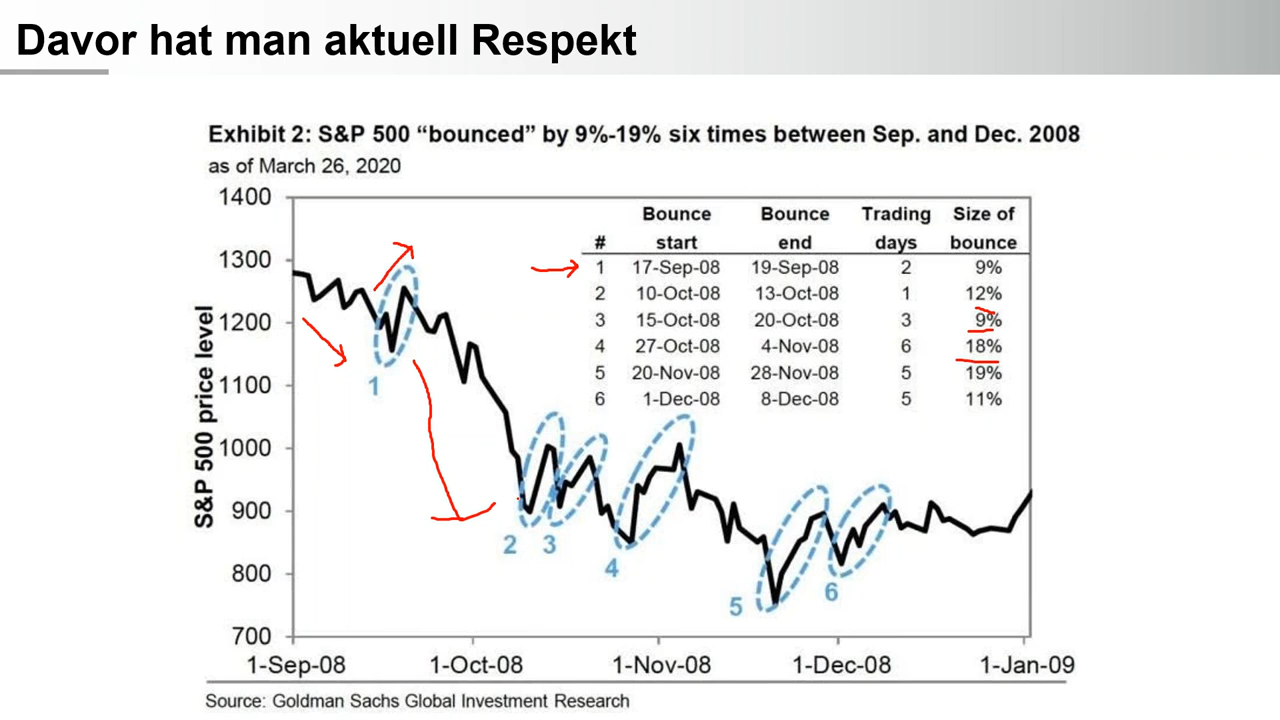 Davor hat man aktuell Respekt
Exhibit 2: S&P 500 “bounced” by 9%-19% six times between Sep. and Dec. 2008
as of March 26, 2020
S&P 500 price level
1400
1300
1200
1100
1000
900
800
700
Bounce Bounce Trading Size of
# start end days bounce
1 17-Sep-08 19-Sep-08 2 9%
2 10-Oct-08 13-Oct-08 1 12%
3 15-Oct-08 20-Oct-08 3 9%
4 27-Oct-08 4-Nov-08 6 18%
5 20-Nov-08 28-Nov-08 5 19%
6 1-Dec-08 8-Dec-08 5 11%
1
2
3
4
5
6
1-Sep-08 1-Oct-08 1-Nov-08 1-Dec-08 1-Jan-09
Source: Goldman Sachs Global Investment Research